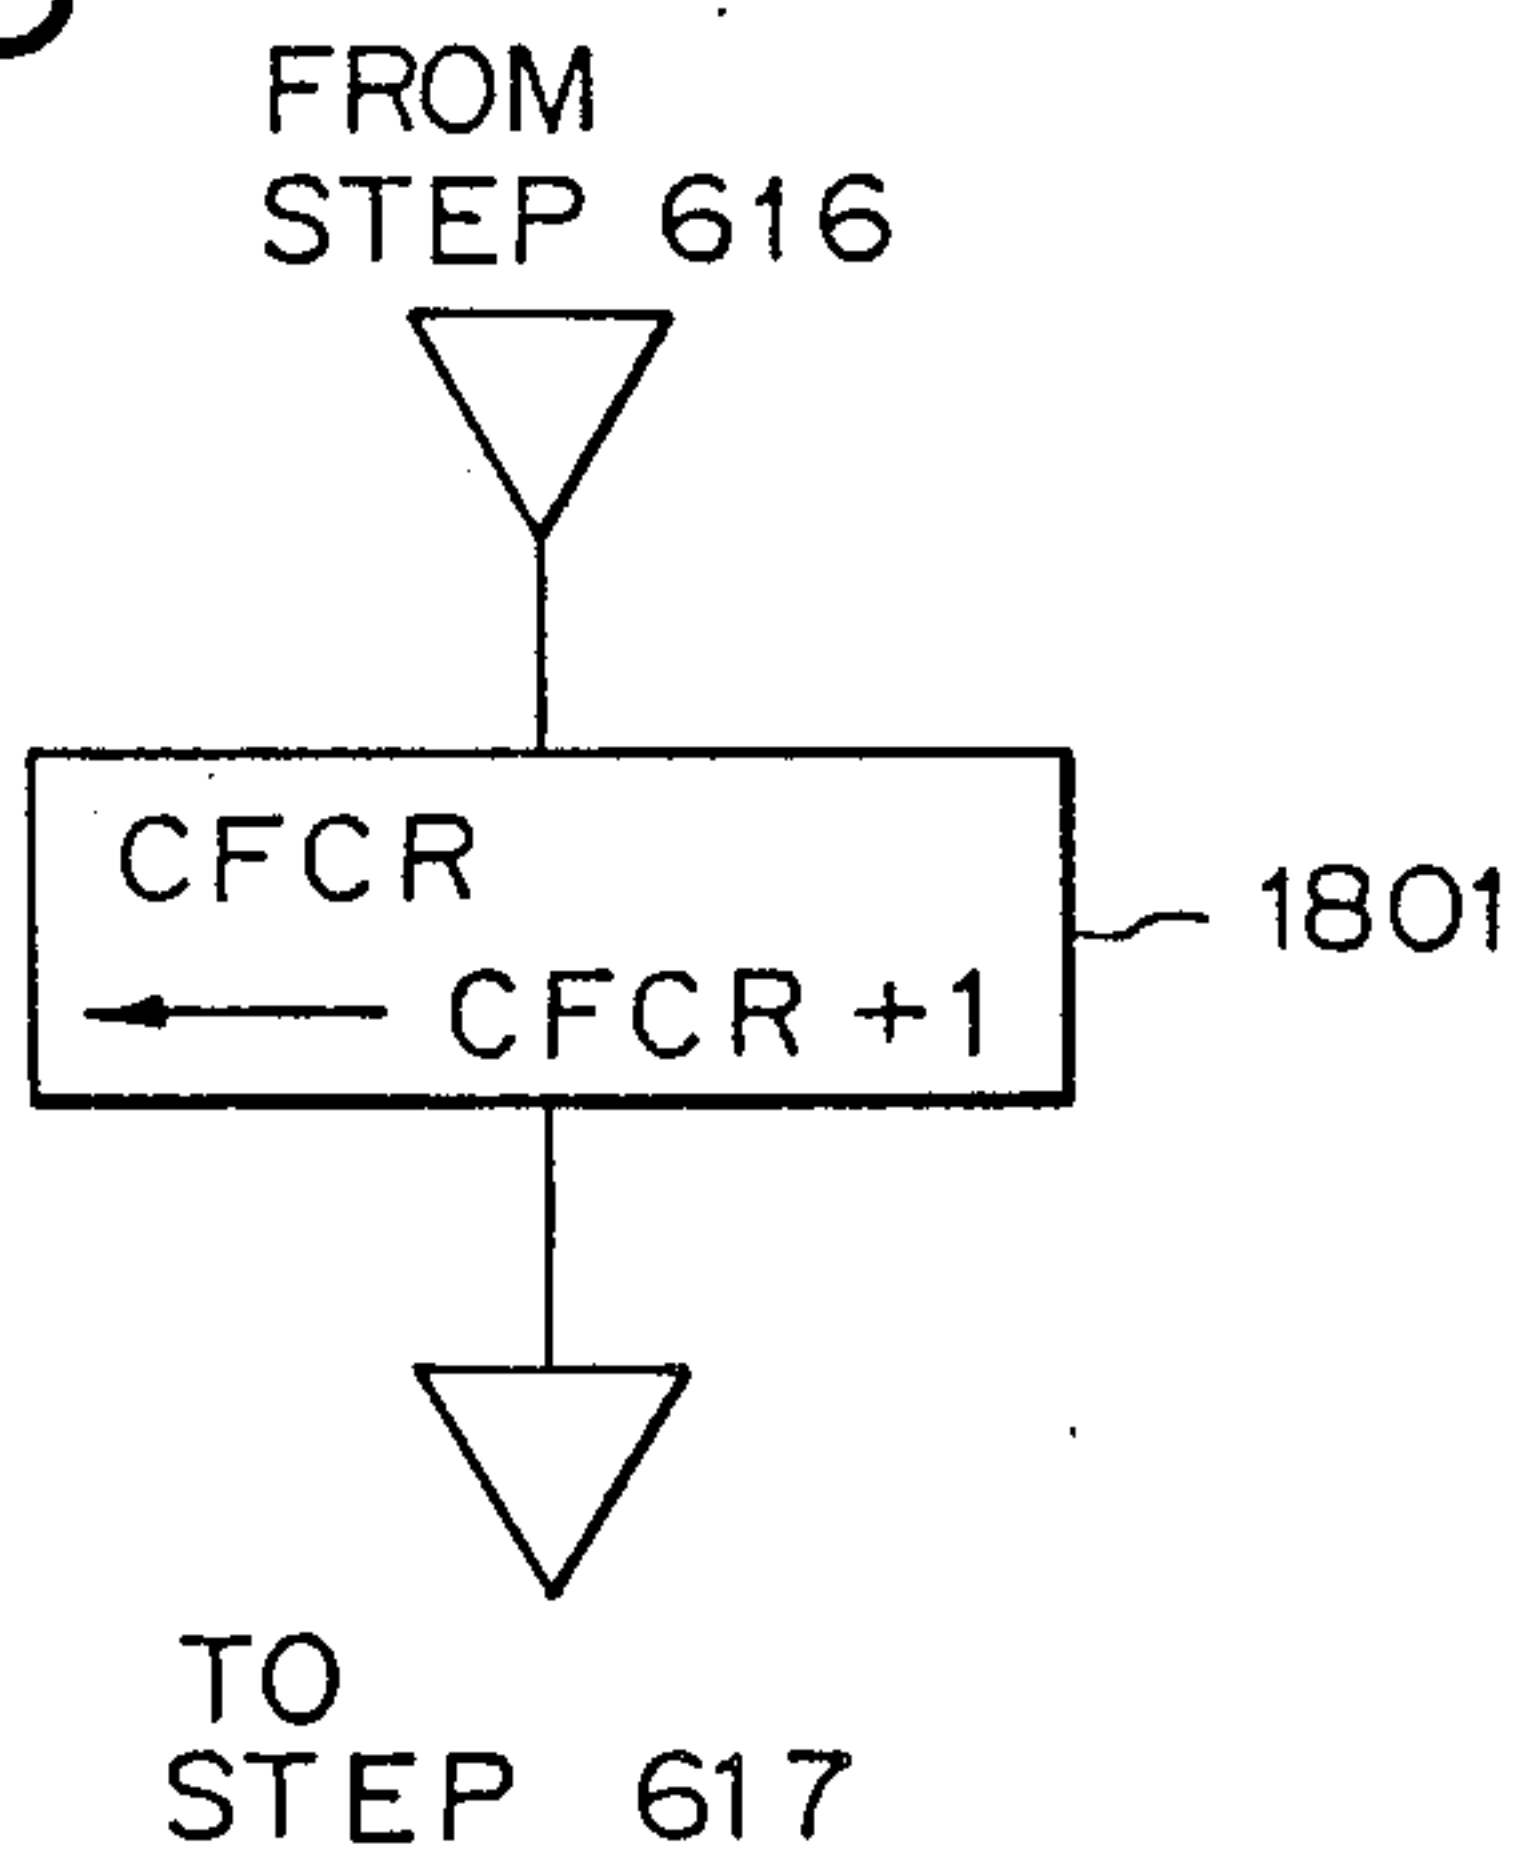 FROM
STEP 616
CFCR
← CFCR +1
1801
TO
STEP 617